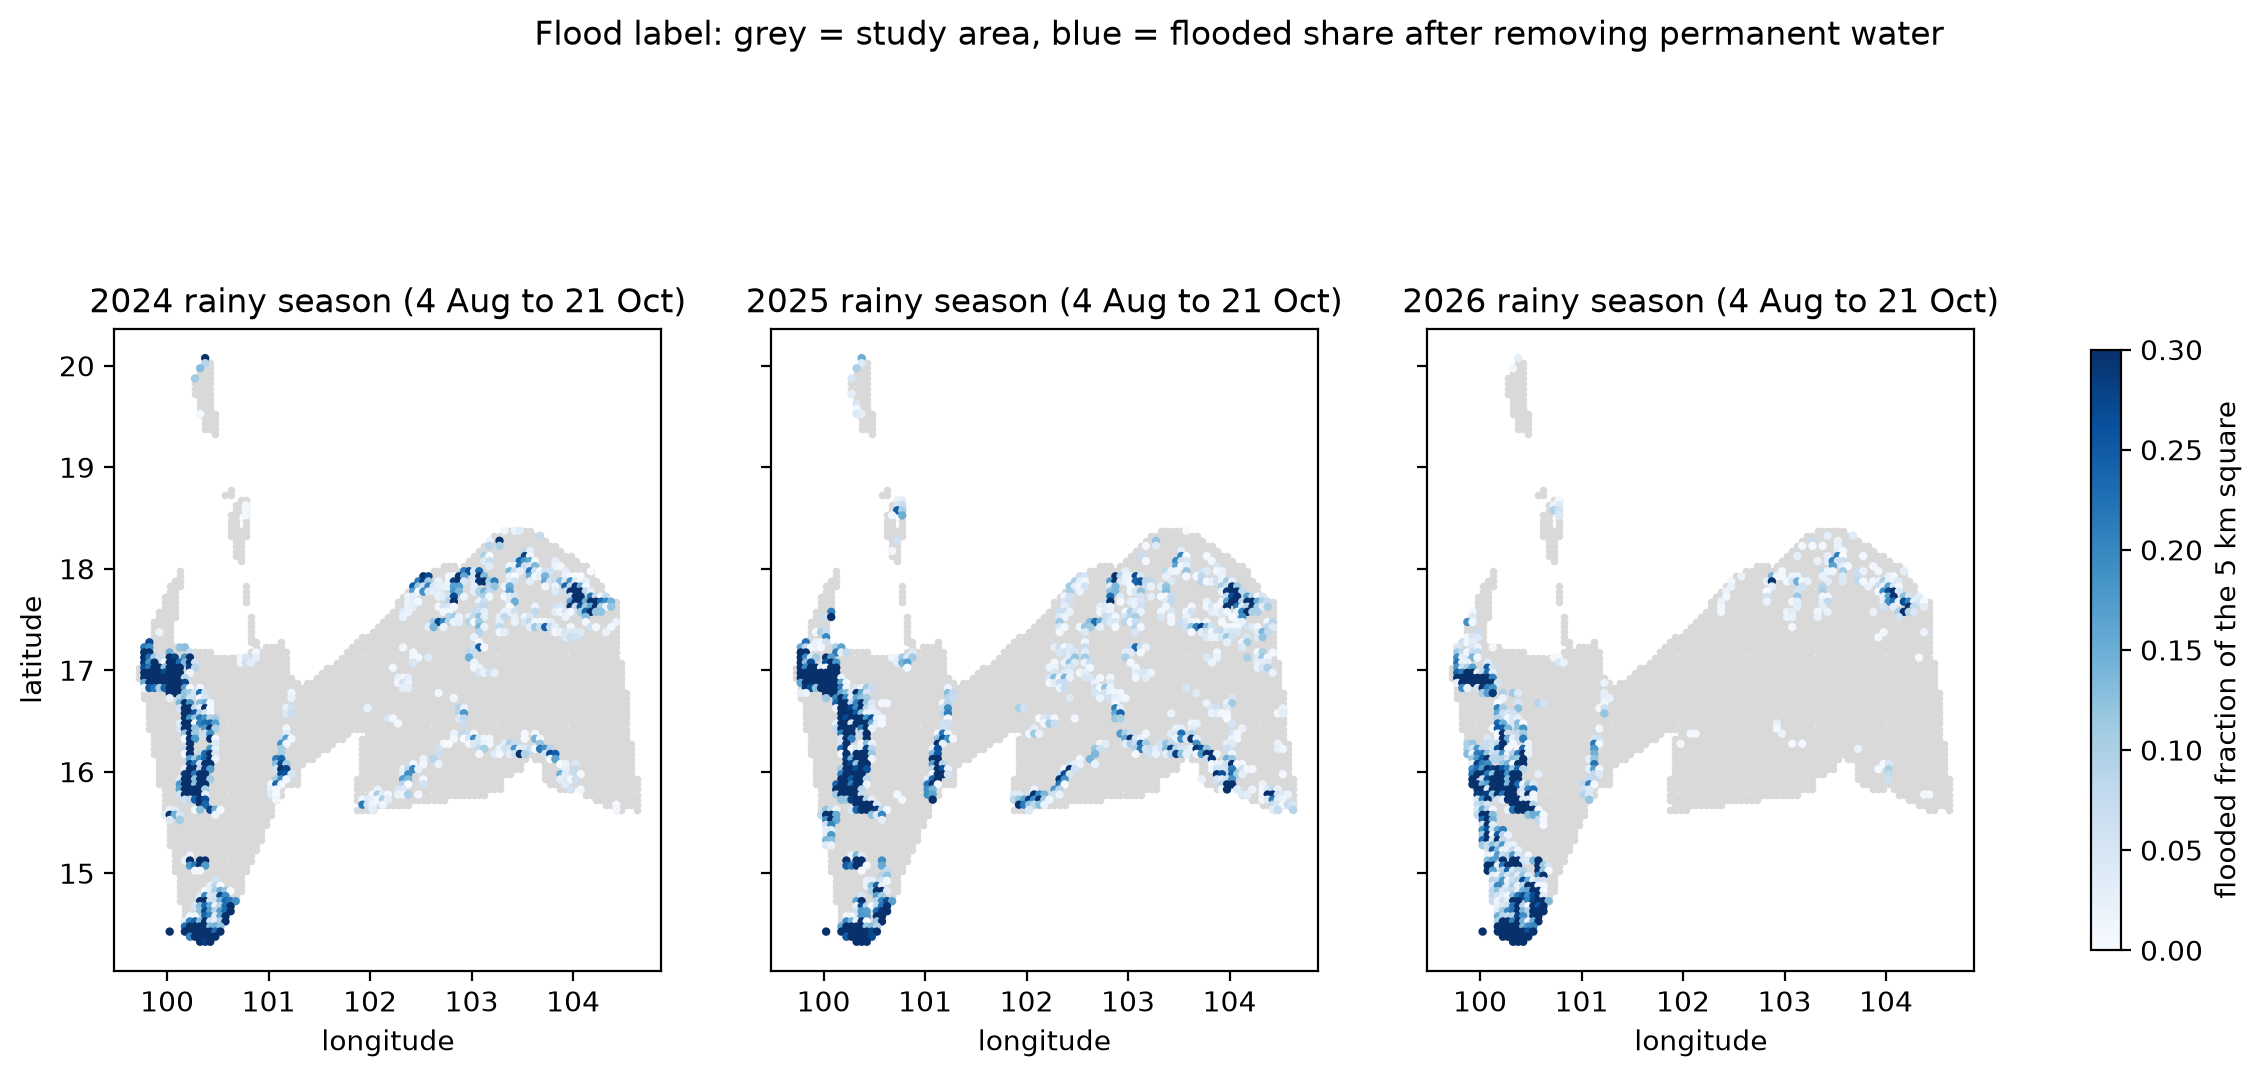 Flood label: grey = study area, blue = flooded share after removing permanent water
2024 rainy season (4 Aug to 21 Oct)
2025 rainy season (4 Aug to 21 Oct)
2026 rainy season (4 Aug to 21 Oct)
20
19
18
17
16
15
latitude
100 101 102 103 104
longitude
100 101 102 103 104
longitude
100 101 102 103 104
longitude
0.30
0.25
0.20
0.15
0.10
0.05
0.00
flooded fraction of the 5 km square